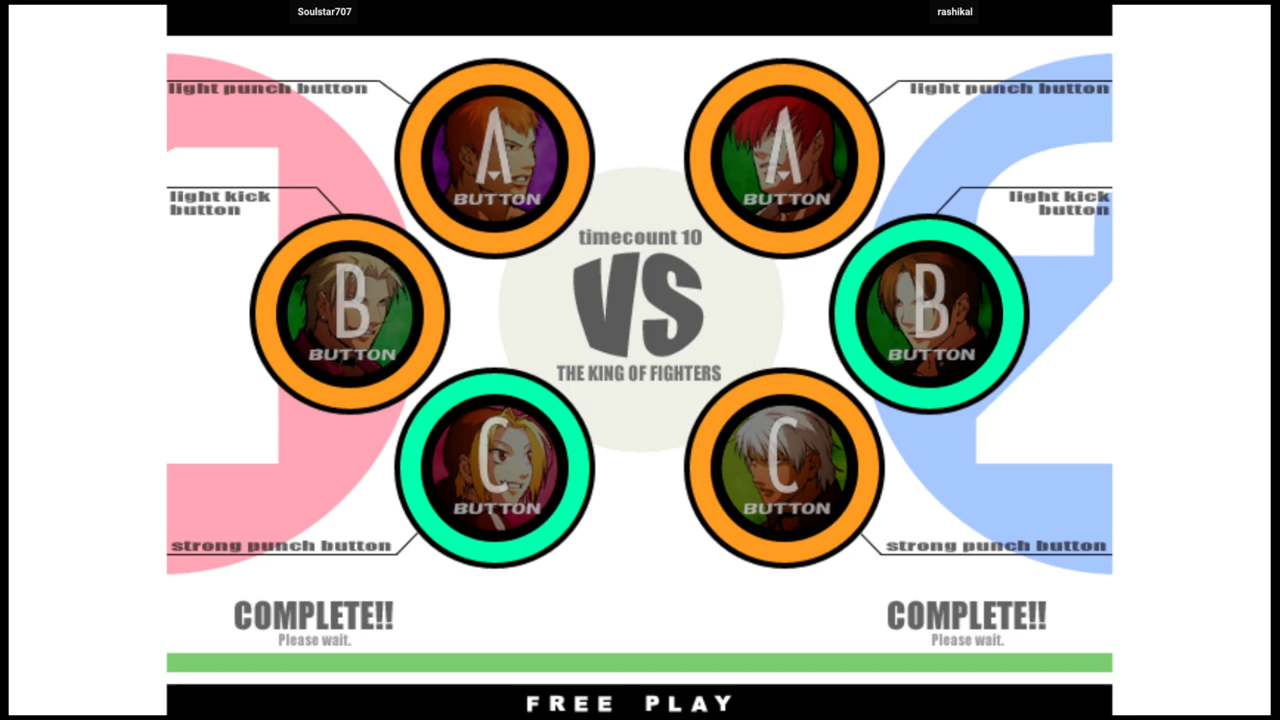 Soulstar707
rashikal
light punch button
light punch button
A
BUTTON
A
BUTTON
light kick
button
light kick
button
timecount 10
VS
THE KING OF FIGHTERS
B
BUTTON
B
BUTTON
C
BUTTON
C
BUTTON
strong punch button
strong punch button
COMPLETE!!
Please wait.
COMPLETE!!
Please wait.
FREE PLAY